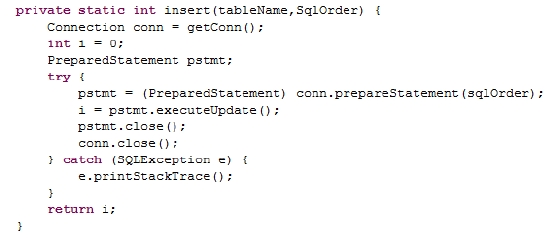 private static int insert(tableName,SqlOrder) {
Connection conn = getConn();
int i = 0;
PreparedStatement pstmt;
try {
pstmt = (PreparedStatement) conn.prepareStatement(sqlOrder);
i = pstmt.executeUpdate();
pstmt.close();
conn.close();
} catch (SQLException e) {
e.printStackTrace();
}
return i;
}